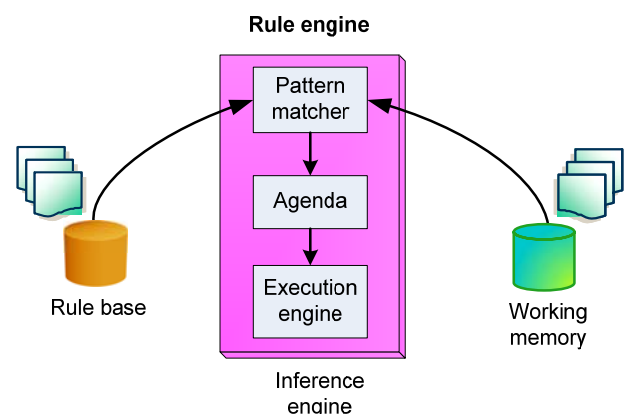 Rule engine
Pattern
matcher
Agenda
Execution
engine
Rule base
Working
memory
Inference
engine